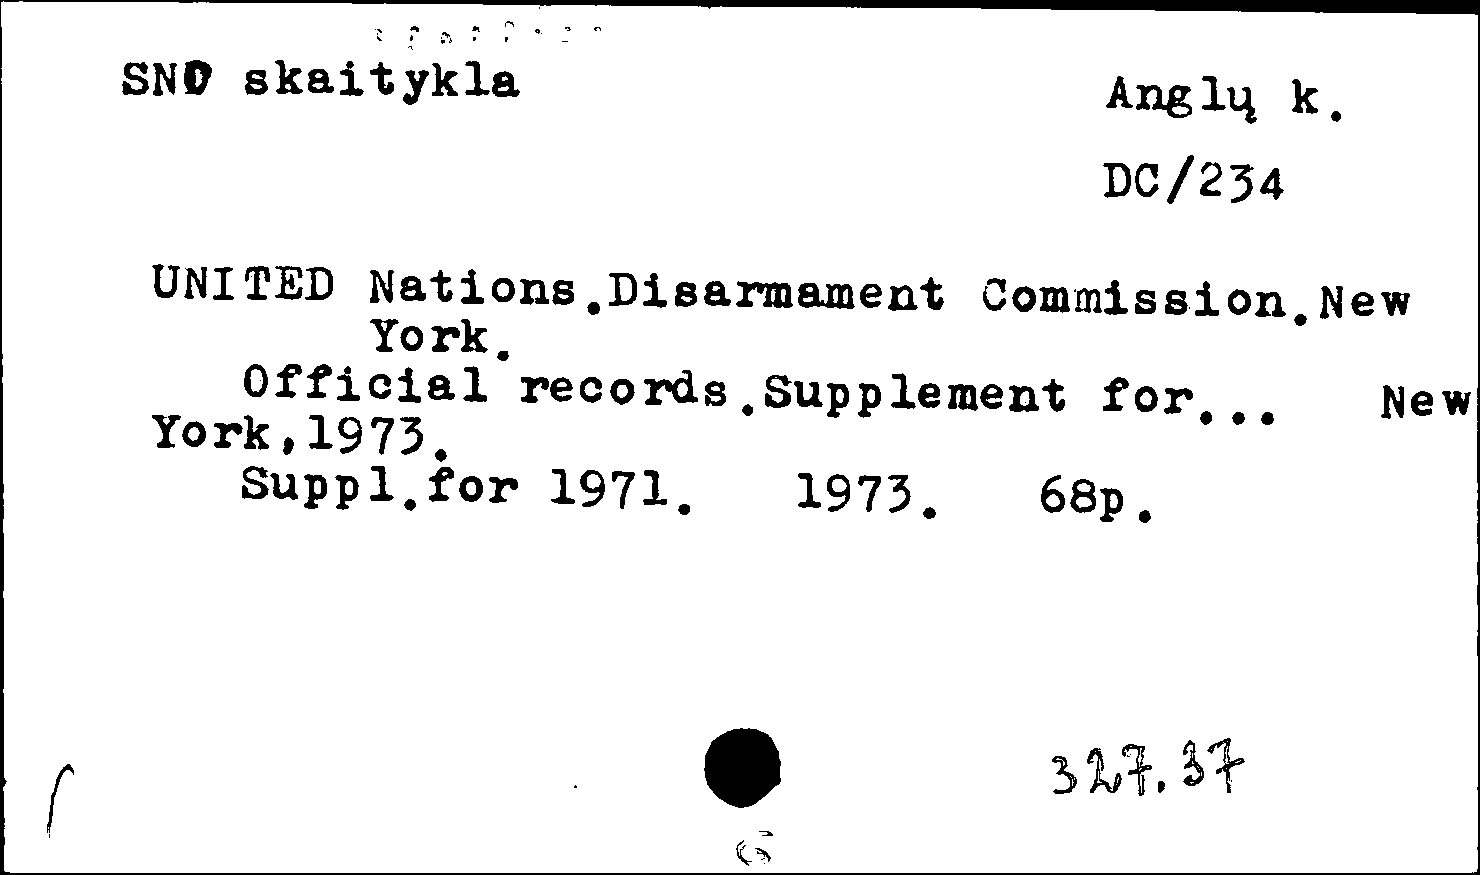 SNO skaitykla
Anglų k.
DC/234
UNITED Nations.Disarmament Commission.New
York.
Official records.Supplement for... New
York,1973.
Suppl.for 1971. 1973. 68p.
327.37